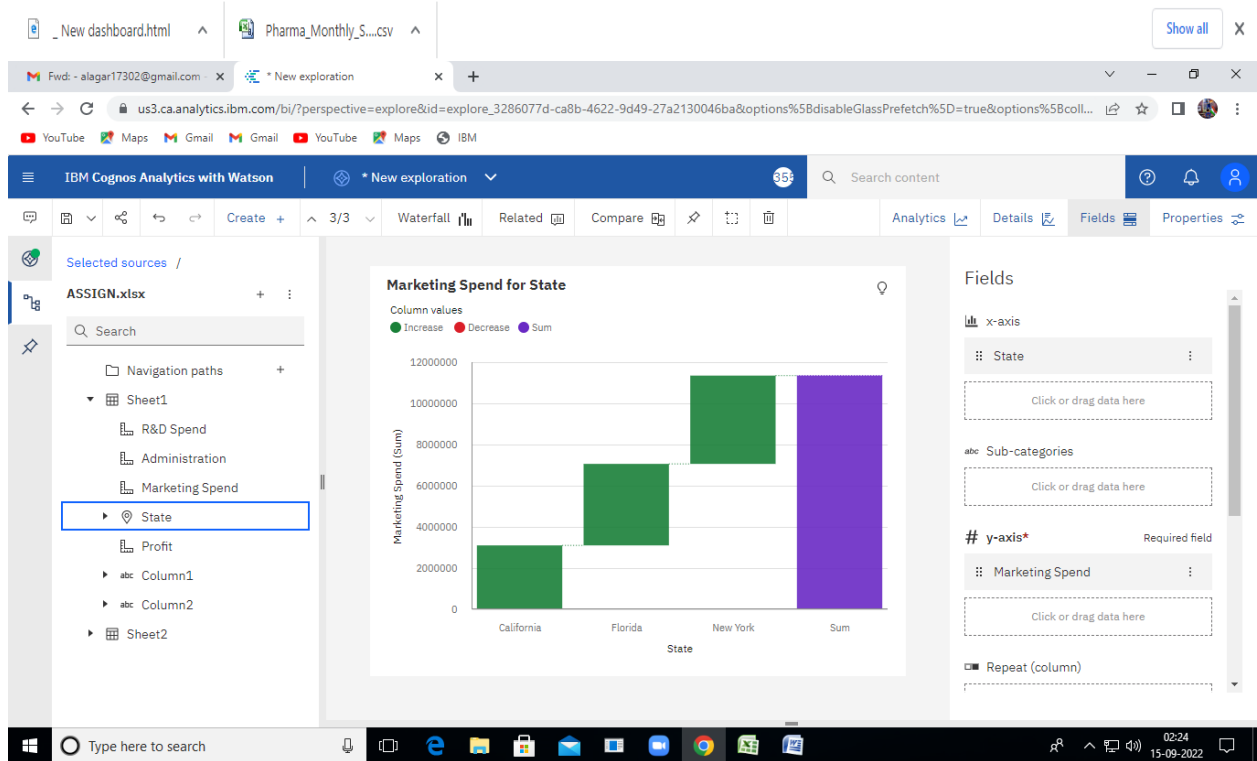 _ New dashboard.html
Pharma_Monthly_S....csv
Show all
X
Fwd: - alagar17302@gmail.com -
* New exploration
us3.ca.analytics.ibm.com/bi/?perspective=explore&id=explore_3286077d-ca8b-4622-9d49-27a2130046ba&options%5BdisableGlassPrefetch%5D=true&options%5Bcoll...
YouTube
Maps
Gmail
Gmail
YouTube
Maps
IBM
IBM Cognos Analytics with Watson
* New exploration
Search content
Create +
3/3
Waterfall
Related
Compare
Analytics
Details
Fields
Properties
Selected sources /
ASSIGN.xlsx
Search
Navigation paths
Sheet1
R&D Spend
Administration
Marketing Spend
State
Profit
abc Column1
abc Column2
Sheet2
Marketing Spend for State
Column values
Increase
Decrease
Sum
12000000
10000000
8000000
6000000
4000000
2000000
0
Marketing Spend (Sum)
California
Florida
New York
Sum
State
Fields
x-axis
State
Click or drag data here
abc Sub-categories
Click or drag data here
# y-axis*
Required field
Marketing Spend
Click or drag data here
Repeat (column)
Type here to search
02:24
15-09-2022